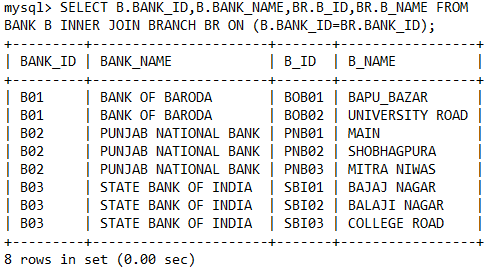 mysql> SELECT B.BANK_ID,B.BANK_NAME,BR.B_ID,BR.B_NAME FROM
BANK B INNER JOIN BRANCH BR ON (B.BANK_ID=BR.BANK_ID);
+---------+----------------------+-------+-----------------+
| BANK_ID | BANK_NAME            | B_ID  | B_NAME          |
+---------+----------------------+-------+-----------------+
| B01     | BANK OF BARODA       | BOB01 | BAPU_BAZAR      |
| B01     | BANK OF BARODA       | BOB02 | UNIVERSITY ROAD |
| B02     | PUNJAB NATIONAL BANK | PNB01 | MAIN            |
| B02     | PUNJAB NATIONAL BANK | PNB02 | SHOBHAGPURA     |
| B02     | PUNJAB NATIONAL BANK | PNB03 | MITRA NIWAS     |
| B03     | STATE BANK OF INDIA  | SBI01 | BAJAJ NAGAR     |
| B03     | STATE BANK OF INDIA  | SBI02 | BALAJI NAGAR    |
| B03     | STATE BANK OF INDIA  | SBI03 | COLLEGE ROAD    |
+---------+----------------------+-------+-----------------+
8 rows in set (0.00 sec)